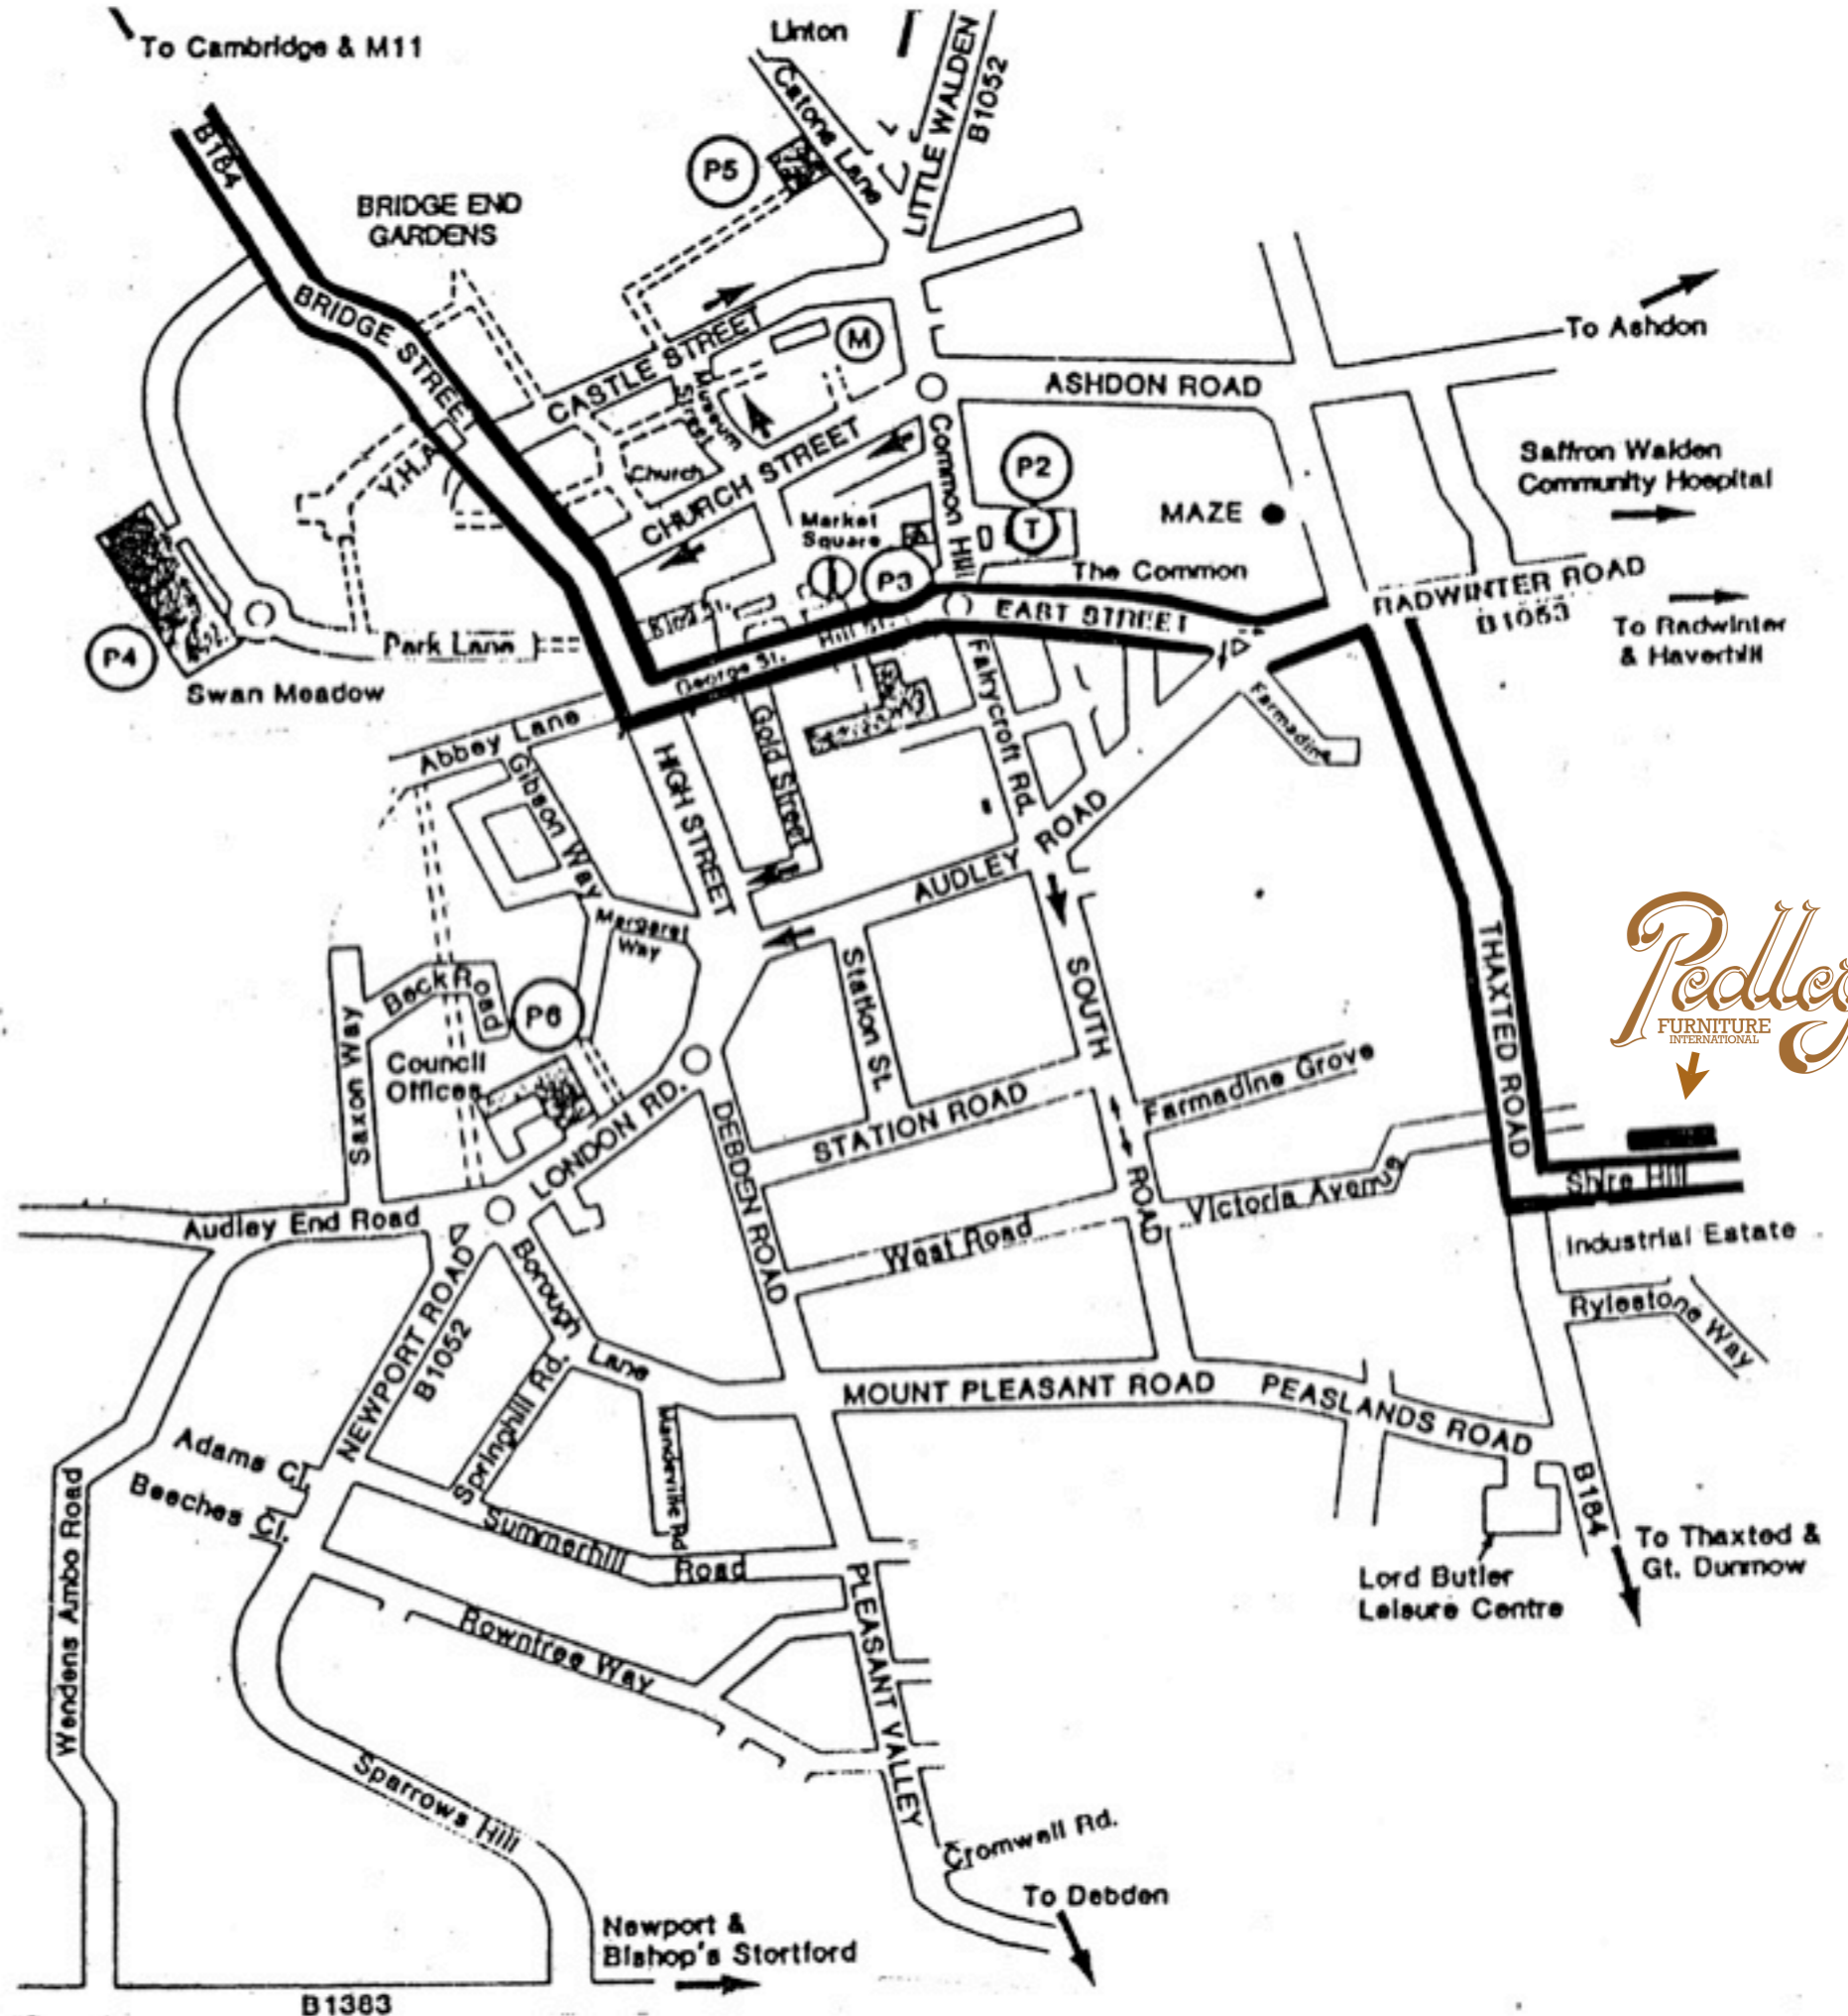 To Cambridge & M11
Linton
Catons Lane
LITTLE WALDEN
B1052
B184
P5
BRIDGE END
GARDENS
BRIDGE STREET
CASTLE STREET
M
Museum
Street
To Ashdon
ASHDON ROAD
Y.H.A.
Church
CHURCH STREET
Common Hill
P2
T
MAZE
Saffron Walden
Community Hospital
Market
Square
P3
The Common
EAST STREET
RADWINTER ROAD
B1053
To Radwinter
& Haverhill
P4
Swan Meadow
Park Lane
King St.
George St.
Hill St.
Fairycroft Rd.
Farmadine
Abbey Lane
Gibson Way
HIGH STREET
Gold Street
AUDLEY ROAD
Margaret
Way
Station St.
SOUTH ROAD
THAXTED ROAD
Pedley
FURNITURE
INTERNATIONAL
Beck Road
P6
Saxon Way
Council
Offices
LONDON RD.
DEBDEN ROAD
STATION ROAD
Farmadine Grove
Victoria Avenue
Shire Hill
Industrial Estate
Audley End Road
West Road
Rylestone Way
NEWPORT ROAD
B1052
Borough Lane
Springhill Rd.
Mandeville Rd
MOUNT PLEASANT ROAD
PEASLANDS ROAD
B184
Adams Cl.
Beeches Cl.
Summerhill Road
Lord Butler
Leisure Centre
To Thaxted &
Gt. Dunmow
Wendens Ambo Road
Rowntree Way
PLEASANT VALLEY
Sparrows Hill
Cromwell Rd.
To Debden
Newport &
Bishop's Stortford
B1383